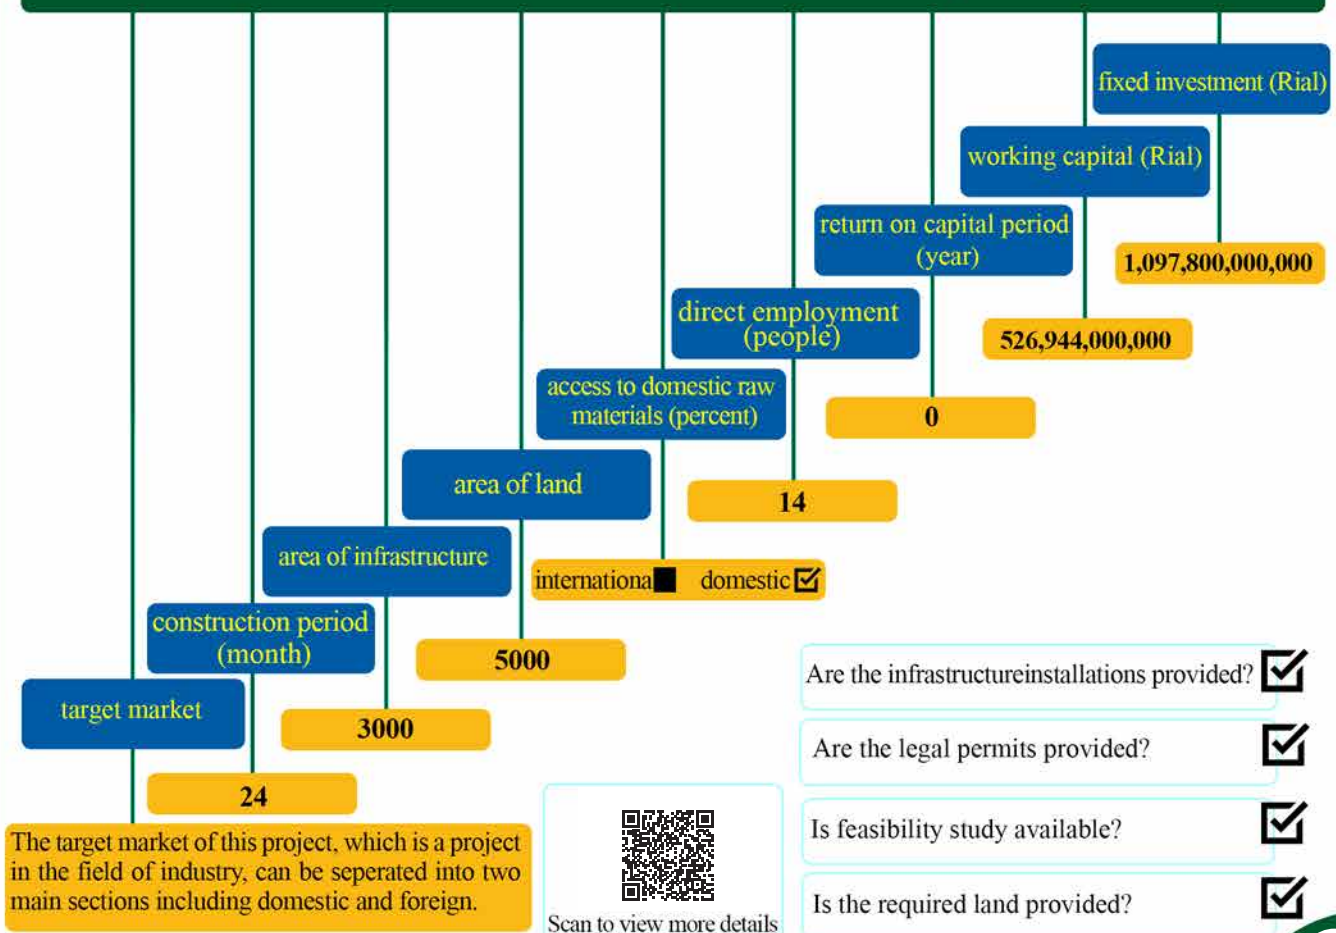 fixed investment (Rial)
1,097,800,000,000
working capital (Rial)
526,944,000,000
return on capital period
(year)
0
direct employment
(people)
14
access to domestic raw
materials (percent)
internationa domestic
area of land
5000
area of infrastructure
3000
construction period
(month)
24
target market
The target market of this project, which is a project
in the field of industry, can be seperated into two
main sections including domestic and foreign.
Scan to view more details
Are the infrastructureinstallations provided?
Are the legal permits provided?
Is feasibility study available?
Is the required land provided?